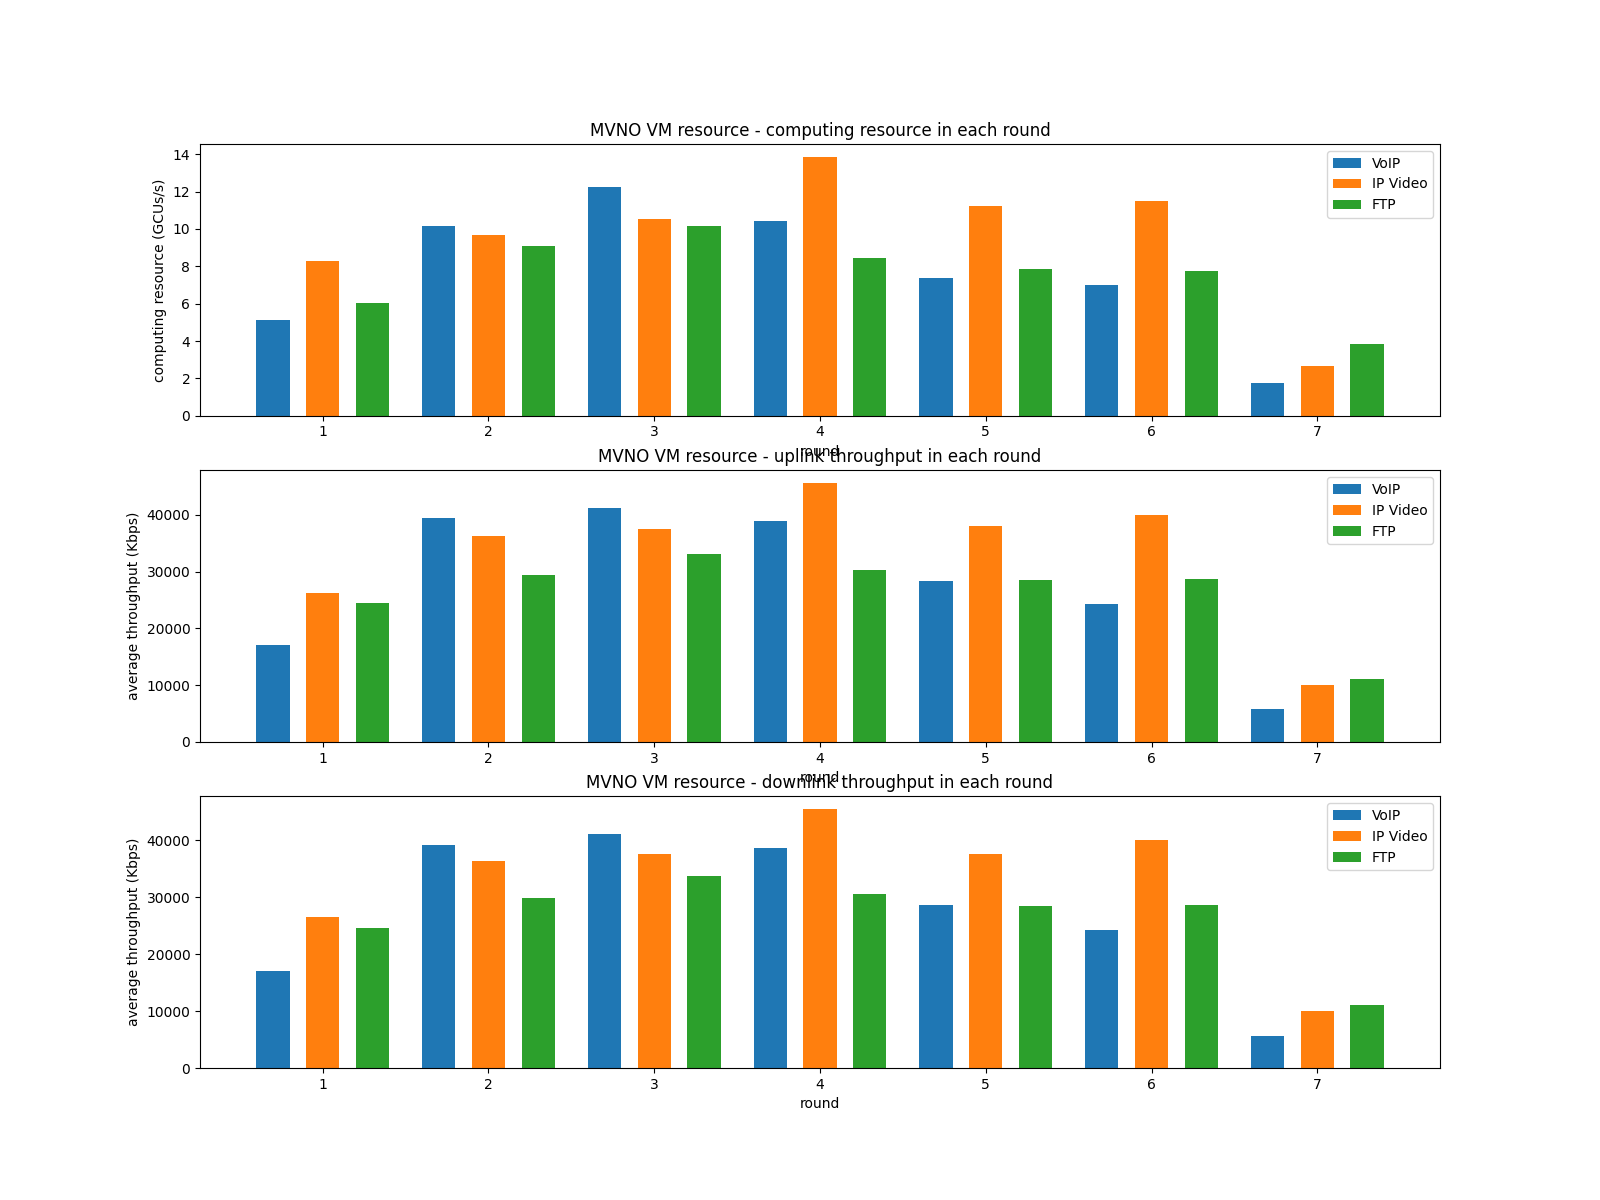 MVNO VM resource - computing resource in each round
computing resource (GCUs/s)
14
12
10
8
6
4
2
0
VoIP
IP Video
FTP
1 2 3 4 5 6 7
round
MVNO VM resource - uplink throughput in each round
average throughput (Kbps)
40000
30000
20000
10000
0
VoIP
IP Video
FTP
1 2 3 4 5 6 7
round
MVNO VM resource - downlink throughput in each round
average throughput (Kbps)
40000
30000
20000
10000
0
VoIP
IP Video
FTP
1 2 3 4 5 6 7
round